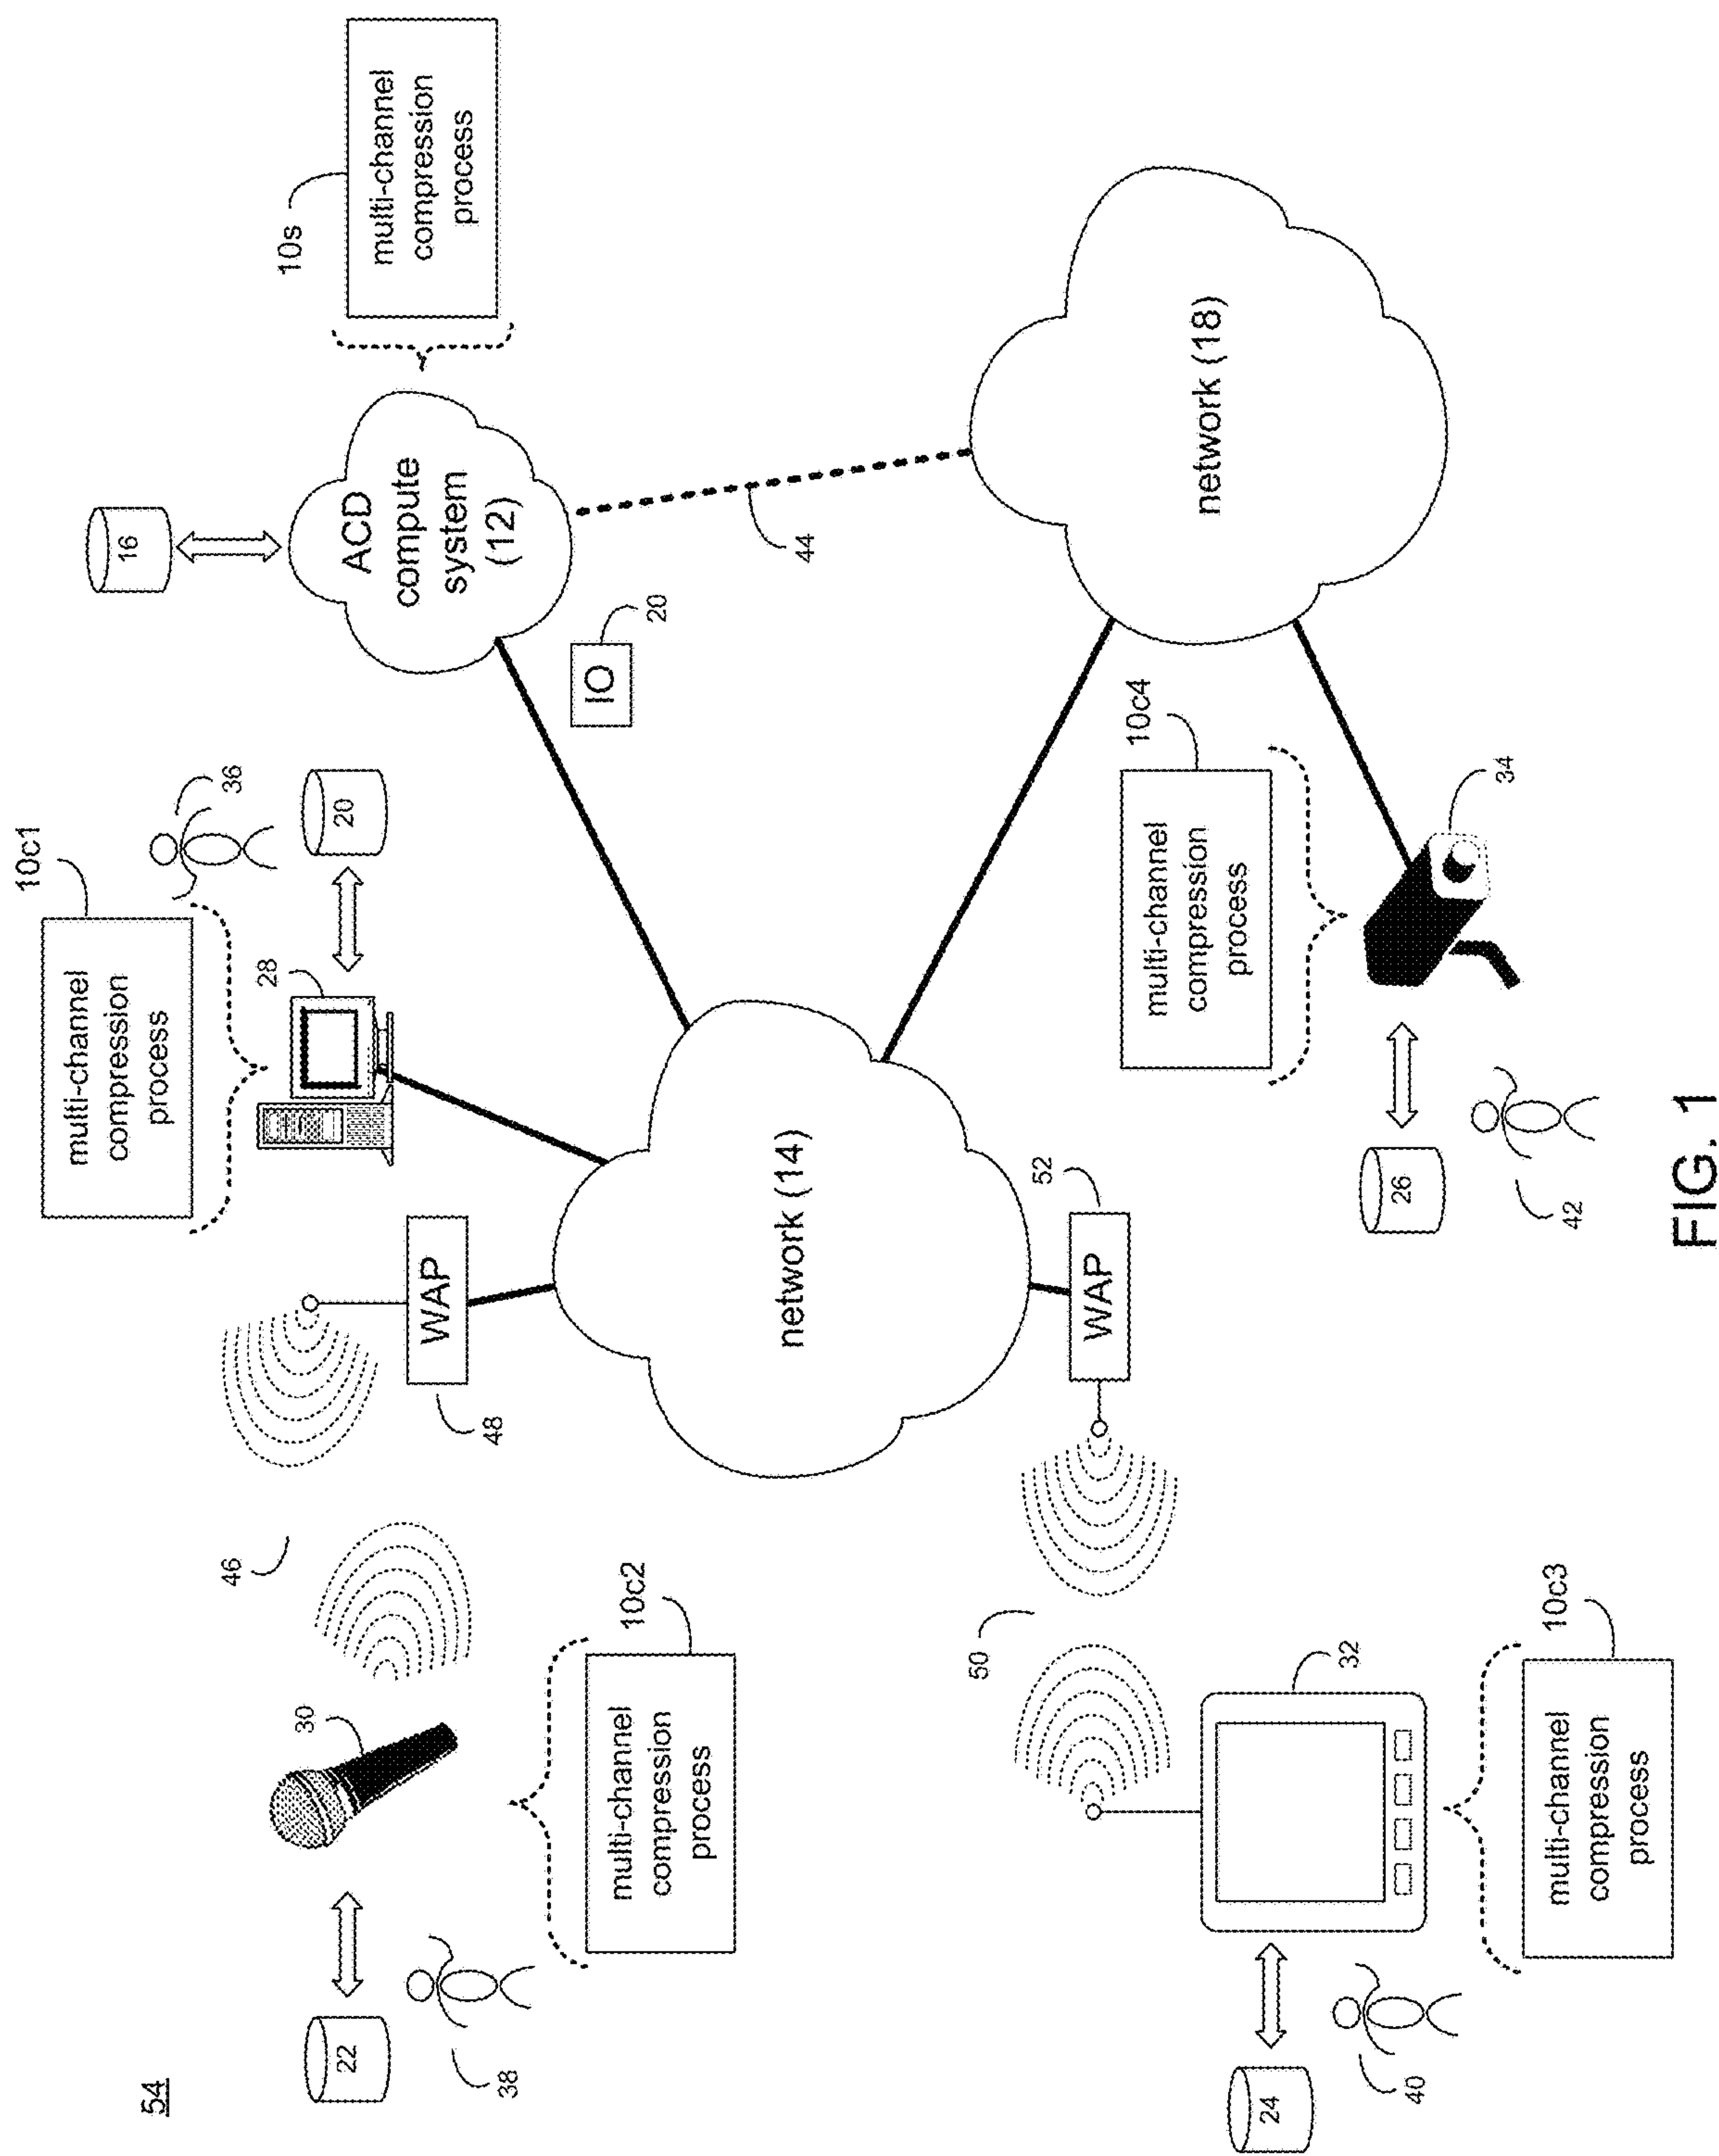 54
22
38
30
multi-channel
compression
process
10c2
46
WAP
48
multi-channel
compression
process
10c1
28
36
20
16
ACD
compute
system
(12)
multi-channel
compression
process
10s
IO
20
44
network (14)
network (18)
WAP
52
50
24
40
32
multi-channel
compression
process
10c3
26
42
34
multi-channel
compression
process
10c4
FIG. 1